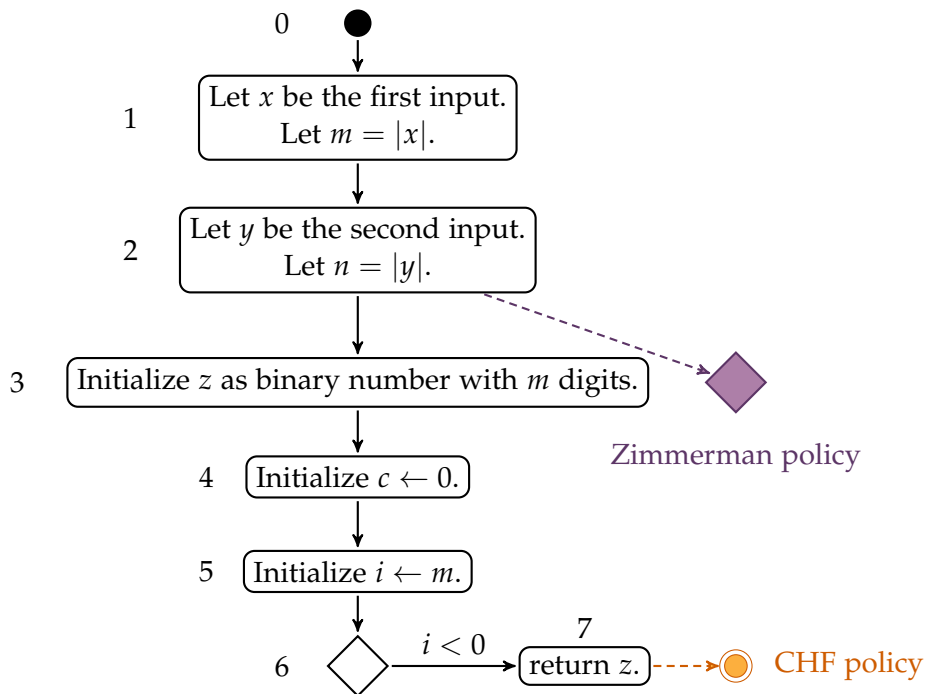 0
1
Let x be the first input.
Let m = |x|.
2
Let y be the second input.
Let n = |y|.
3
Initialize z as binary number with m digits.
Zimmerman policy
4
Initialize c ← 0.
5
Initialize i ← m.
6
i < 0
7
return z.
CHF policy